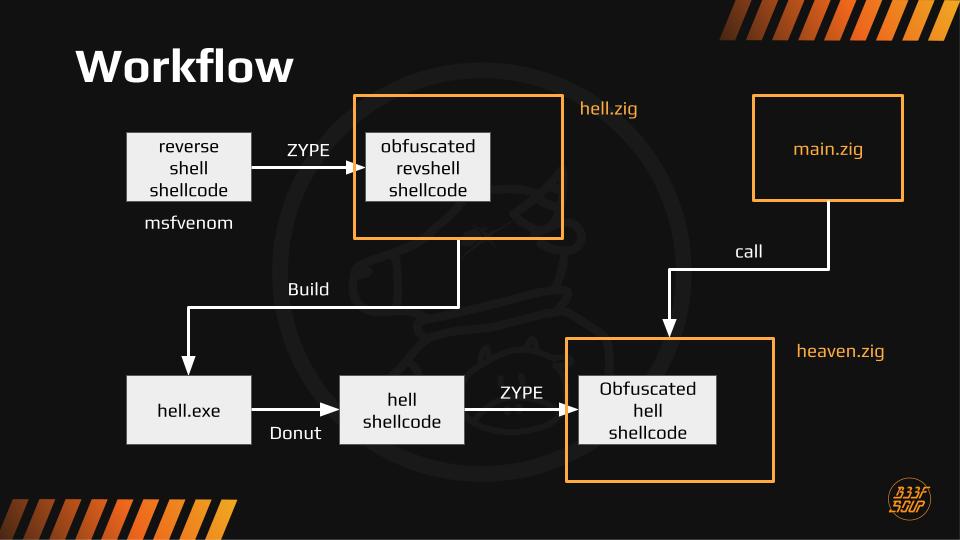 Workflow
hell.zig
main.zig
reverse
shell
shellcode
ZYPE
obfuscated
revshell
shellcode
msfvenom
call
Build
heaven.zig
hell.exe
Donut
hell
shellcode
ZYPE
Obfuscated
hell
shellcode
B33F
SOUP